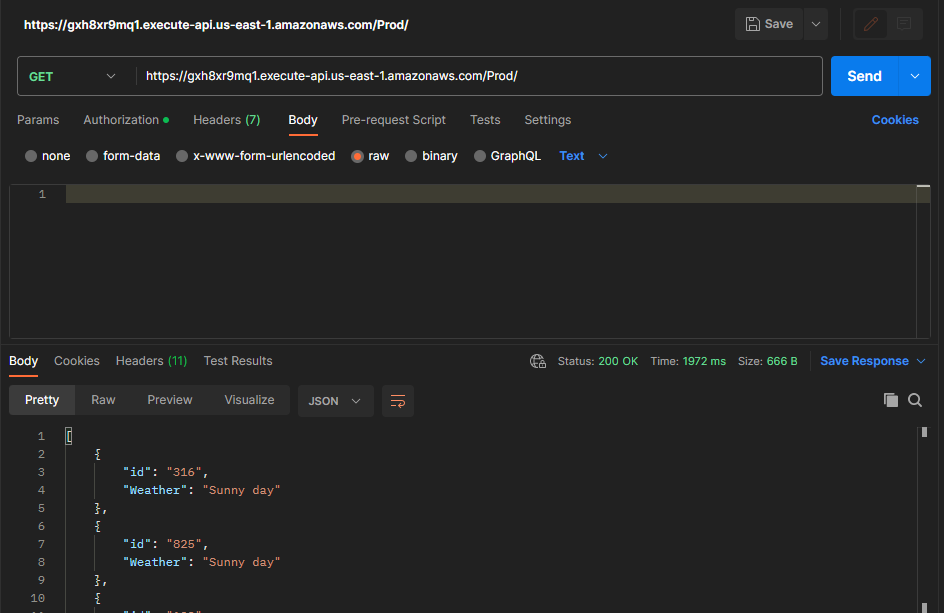 https://gxh8xr9mq1.execute-api.us-east-1.amazonaws.com/Prod/
Save
GET https://gxh8xr9mq1.execute-api.us-east-1.amazonaws.com/Prod/ Send
Params Authorization Headers (7) Body Pre-request Script Tests Settings Cookies
none form-data x-www-form-urlencoded raw binary GraphQL Text
1
Body Cookies Headers (11) Test Results Status: 200 OK Time: 1972 ms Size: 666 B Save Response
Pretty Raw Preview Visualize JSON
1 [
2 {
3 "id": "316",
4 "Weather": "Sunny day"
5 },
6 {
7 "id": "825",
8 "Weather": "Sunny day"
9 },
10 {